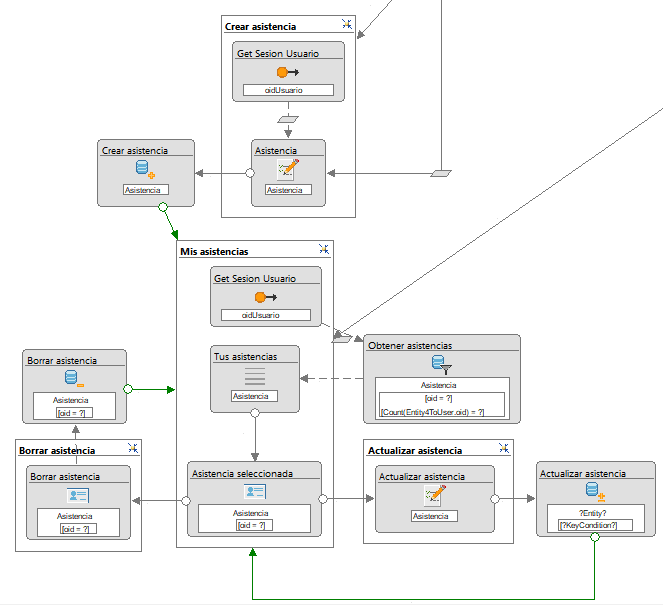 Crear asistencia
Get Sesion Usuario
oidUsuario
Crear asistencia
Asistencia
Asistencia
Asistencia
Mis asistencias
Get Sesion Usuario
oidUsuario
Obtener asistencias
Asistencia
[oid = ?]
[Count(Entity4ToUser.oid) = ?]
Tus asistencias
Asistencia
Borrar asistencia
Asistencia
[oid = ?]
Borrar asistencia
Borrar asistencia
Asistencia
[oid = ?]
Asistencia seleccionada
Asistencia
[oid = ?]
Actualizar asistencia
Actualizar asistencia
Asistencia
Actualizar asistencia
?Entity?
[?KeyCondition?]